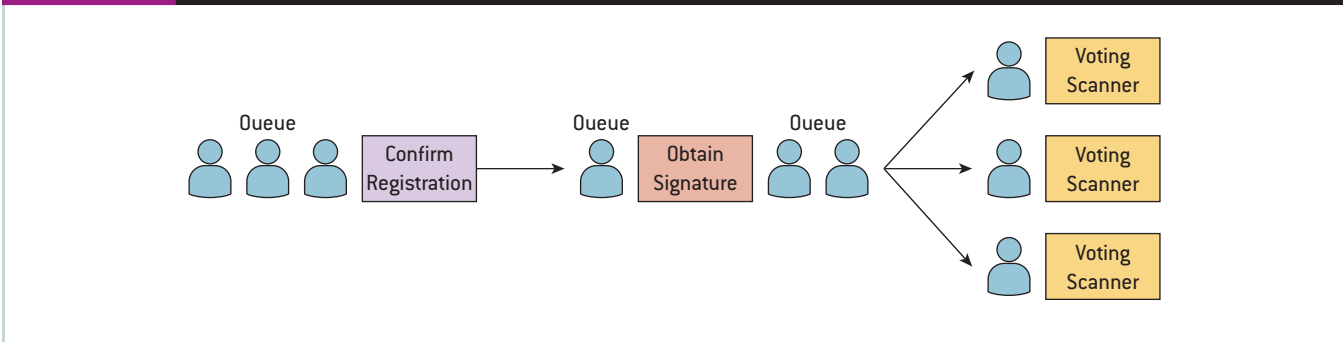 Queue
Confirm
Registration
Queue
Obtain
Signature
Queue
Voting
Scanner
Voting
Scanner
Voting
Scanner